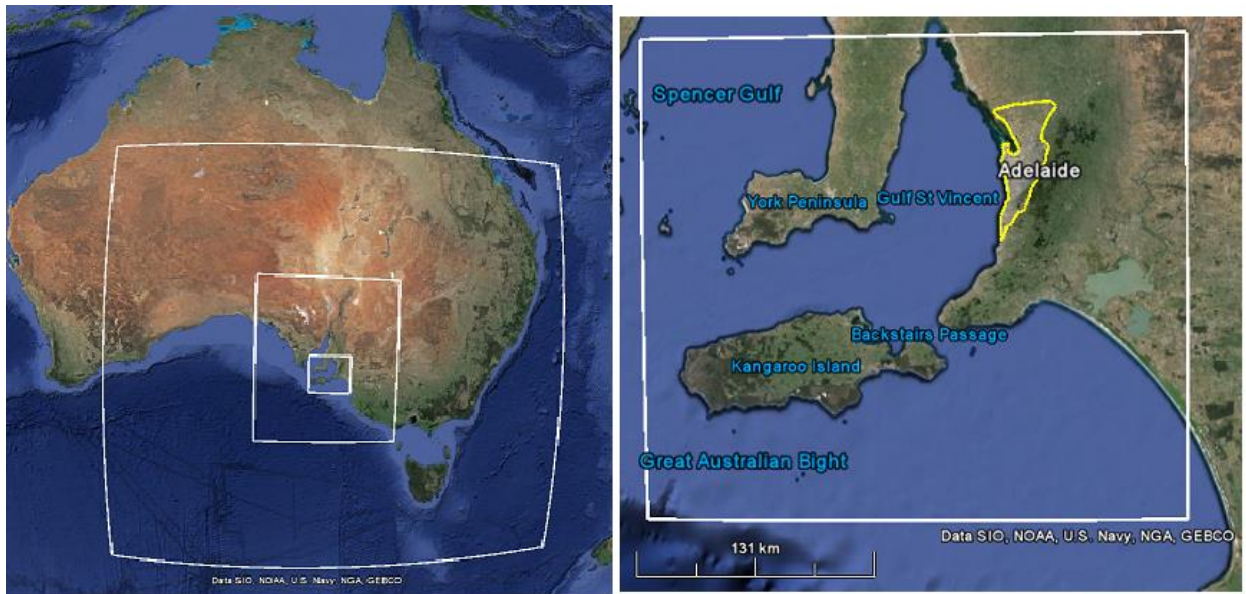 Data SIO, NOAA, U.S. Navy, NGA, GEBCO
Spencer Gulf
Adelaide
York Peninsula
Gulf St Vincent
Backstairs Passage
Kangaroo Island
Great Australian Bight
Data SIO, NOAA, U.S. Navy, NGA, GEBCO
131 km